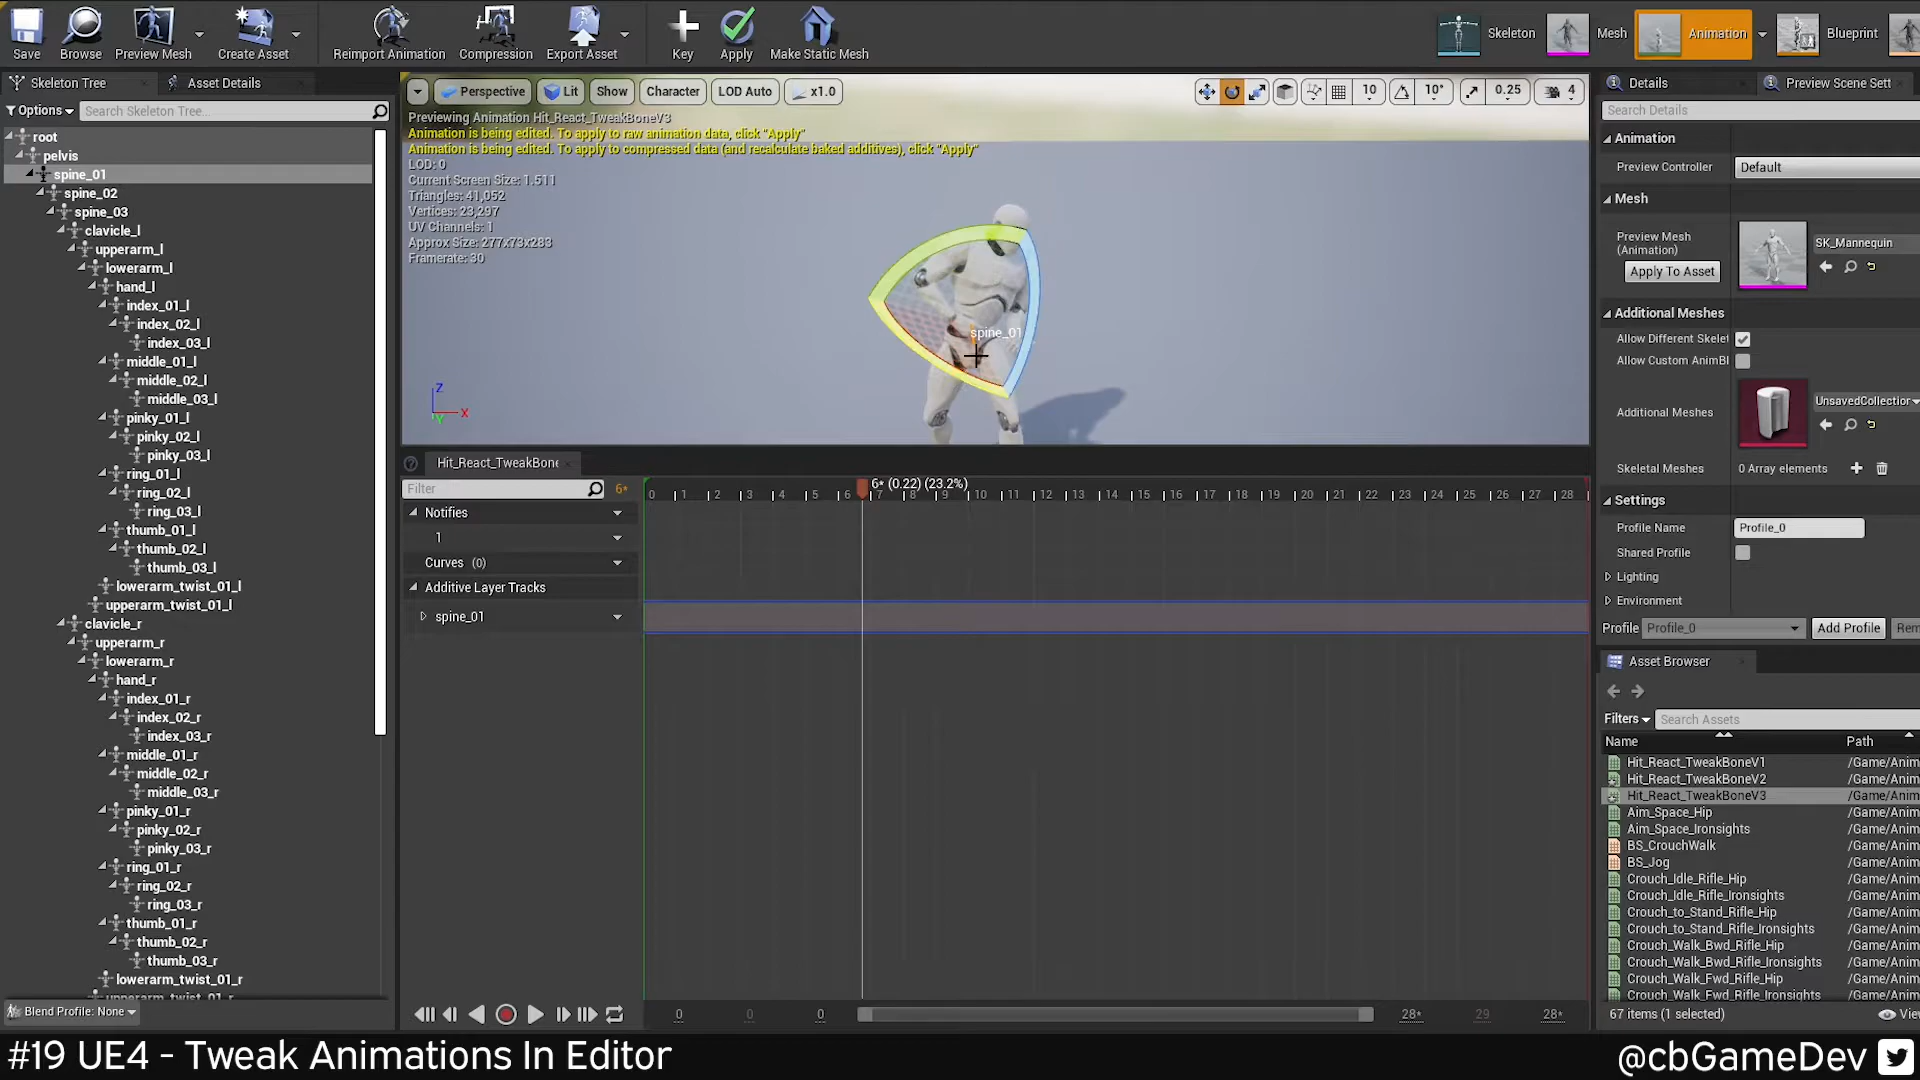 Save
Browse
Preview Mesh
Create Asset
Reimport Animation
Compression
Export Asset
Key
Apply
Make Static Mesh
Skeleton
Mesh
Animation
Blueprint
Skeleton Tree
Asset Details
Options
Search Skeleton Tree...
root
pelvis
spine_01
spine_02
spine_03
clavicle_l
upperarm_l
lowerarm_l
hand_l
index_01_l
index_02_l
index_03_l
middle_01_l
middle_02_l
middle_03_l
pinky_01_l
pinky_02_l
pinky_03_l
ring_01_l
ring_02_l
ring_03_l
thumb_01_l
thumb_02_l
thumb_03_l
lowerarm_twist_01_l
upperarm_twist_01_l
clavicle_r
upperarm_r
lowerarm_r
hand_r
index_01_r
index_02_r
index_03_r
middle_01_r
middle_02_r
middle_03_r
pinky_01_r
pinky_02_r
pinky_03_r
ring_01_r
ring_02_r
ring_03_r
thumb_01_r
thumb_02_r
thumb_03_r
lowerarm_twist_01_r
upperarm_twist_01_r
Blend Profile: None
Perspective
Lit
Show
Character
LOD Auto
x1.0
10
10°
0.25
4
Previewing Animation Hit_React_TweakBoneV3
Animation is being edited. To apply to raw animation data, click "Apply"
Animation is being edited. To apply to compressed data (and recalculate baked additives), click "Apply"
LOD: 0
Current Screen Size: 1.511
Triangles: 41,052
Vertices: 23,297
UV Channels: 1
Approx Size: 277x73x283
Framerate: 30
spine_01
Z
X
Y
Hit_React_TweakBone
Filter
6*
6* (0.22) (23.2%)
0 1 2 3 4 5 6 7 8 9 10 11 12 13 14 15 16 17 18 19 20 21 22 23 24 25 26 27 28
Notifies
1
Curves (0)
Additive Layer Tracks
spine_01
0 0 0 28* 29 28*
Details
Preview Scene Sett
Search Details
Animation
Preview Controller
Default
Mesh
Preview Mesh
(Animation)
Apply To Asset
SK_Mannequin
Additional Meshes
Allow Different Skelet
Allow Custom AnimBl
Additional Meshes
UnsavedCollection
Skeletal Meshes
0 Array elements
Settings
Profile Name
Profile_0
Shared Profile
Lighting
Environment
Profile
Profile_0
Add Profile
Rem
Asset Browser
Filters
Search Assets
Name
Path
Hit_React_TweakBoneV1 /Game/Anim
Hit_React_TweakBoneV2 /Game/Anim
Hit_React_TweakBoneV3 /Game/Anim
Aim_Space_Hip /Game/Anim
Aim_Space_Ironsights /Game/Anim
BS_CrouchWalk /Game/Anim
BS_Jog /Game/Anim
Crouch_Idle_Rifle_Hip /Game/Anim
Crouch_Idle_Rifle_Ironsights /Game/Anim
Crouch_to_Stand_Rifle_Hip /Game/Anim
Crouch_to_Stand_Rifle_Ironsights /Game/Anim
Crouch_Walk_Bwd_Rifle_Hip /Game/Anim
Crouch_Walk_Bwd_Rifle_Ironsights /Game/Anim
Crouch_Walk_Fwd_Rifle_Hip /Game/Anim
Crouch_Walk_Fwd_Rifle_Ironsights /Game/Anim
67 items (1 selected)
Vie
#19 UE4 - Tweak Animations In Editor
@cbGameDev